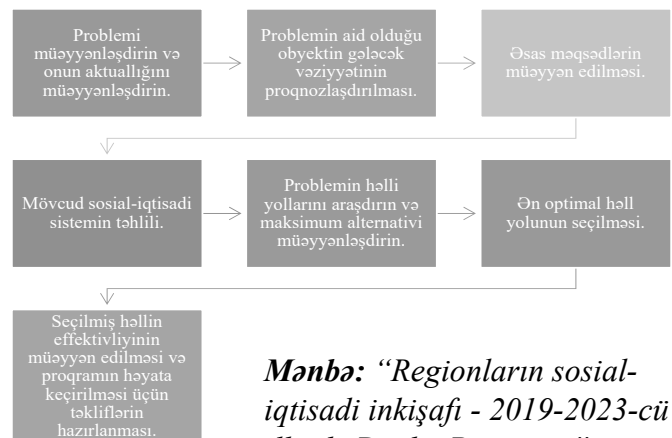 Problemi
müəyyənləşdirin və
onun aktuallığını
müəyyənləşdirin.
Problemin aid olduğu
obyektin gələcək
vəziyyətinin
proqnozlaşdırılması.
Əsas məqsədlərin
müəyyən edilməsi.
Mövcud sosial-iqtisadi
sistemin təhlili.
Problemin həlli
yollarını araşdırın və
maksimum alternativi
müəyyənləşdirin.
Ən optimal həll
yolunun seçilməsi.
Seçilmiş həllin
effektivliyinin
müəyyən edilməsi və
proqramın həyata
keçirilməsi üçün
təkliflərin
hazırlanması.
Mənbə: “Regionların sosial-
iqtisadi inkişafı - 2019-2023-cü